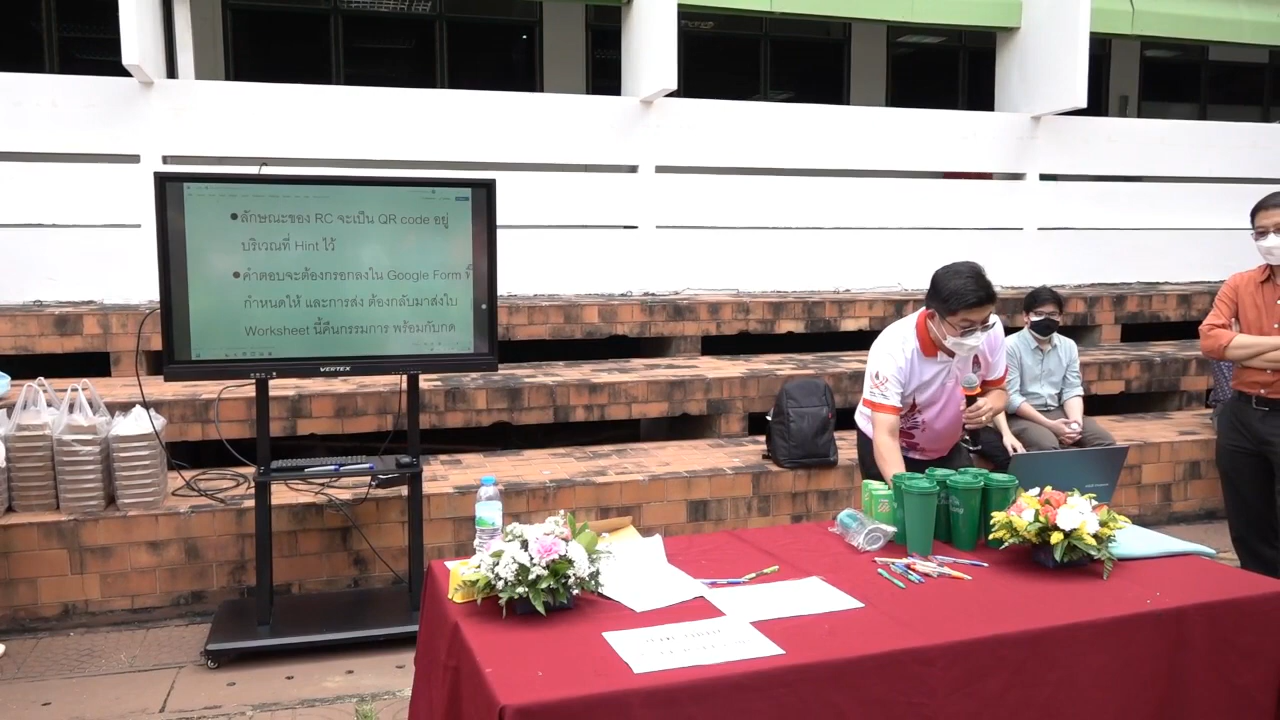 ●ลักษณะของ RC จะเป็น QR code อยู่
บริเวณที่ Hint ไว้
●คำตอบจะต้องกรอกลงใน Google Form ที่
กำหนดให้ และการส่ง ต้องกลับมาส่งใบ
Worksheet นี้คืนกรรมการ พร้อมกับกด
VERTEX